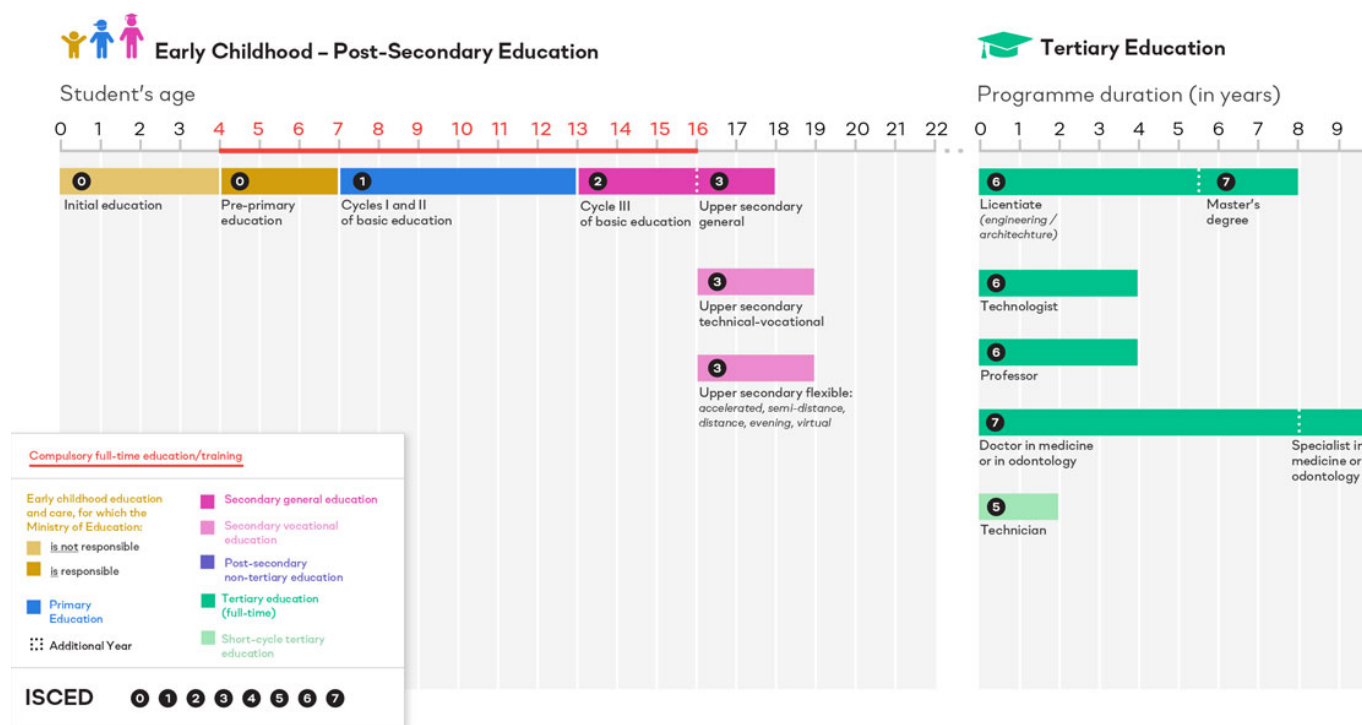 Early Childhood – Post-Secondary Education
Student's age
0 1 2 3 4 5 6 7 8 9 10 11 12 13 14 15 16 17 18 19 20 21 22
0
Initial education
0
Pre-primary
education
1
Cycles I and II
of basic education
2
Cycle III
of basic education
3
Upper secondary
general
3
Upper secondary
technical-vocational
3
Upper secondary flexible:
accelerated, semi-distance,
distance, evening, virtual
Tertiary Education
Programme duration (in years)
0 1 2 3 4 5 6 7 8 9
6
Licentiate
(engineering /
architechture)
7
Master's
degree
6
Technologist
6
Professor
7
Doctor in medicine
or in odontology
Specialist in
medicine or
odontology
5
Technician
Compulsory full-time education/training
Early childhood education
and care, for which the
Ministry of Education:
is not responsible
is responsible
Primary
Education
Additional Year
Secondary general education
Secondary vocational
education
Post-secondary
non-tertiary education
Tertiary education
(full-time)
Short-cycle tertiary
education
ISCED 0 1 2 3 4 5 6 7